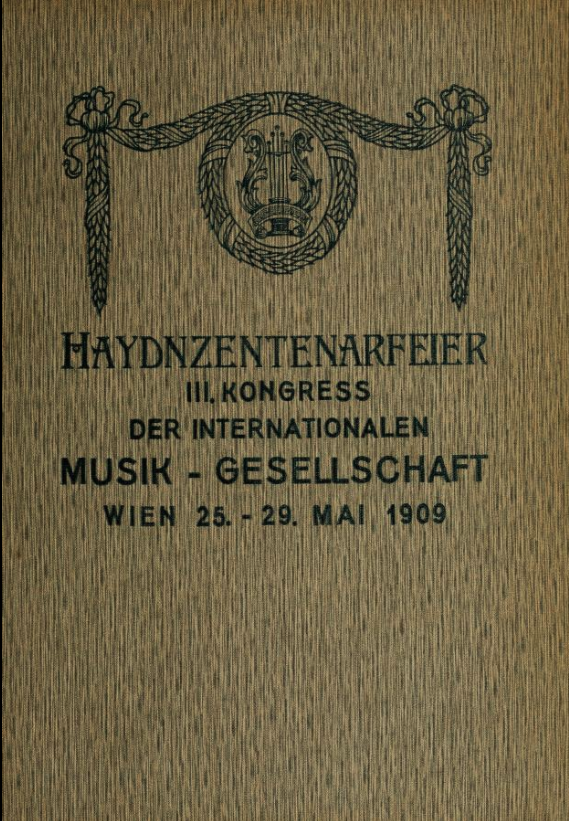 HAYDNZENTENARFEIER
III. KONGRESS
DER INTERNATIONALEN
MUSIK - GESELLSCHAFT
WIEN 25. - 29. MAI 1909